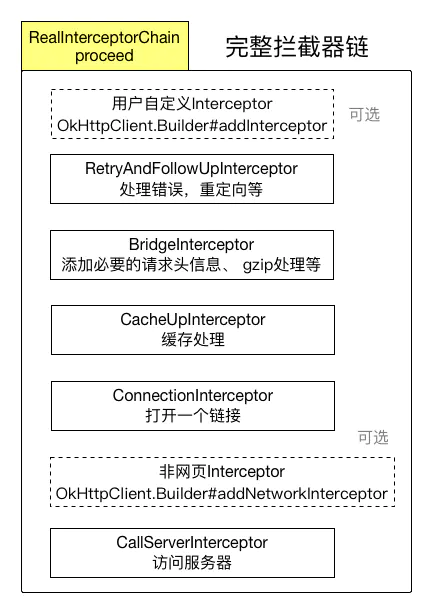 RealInterceptorChain
proceed
完整拦截器链
用户自定义Interceptor
OkHttpClient.Builder#addInterceptor
可选
RetryAndFollowUpInterceptor
处理错误，重定向等
BridgeInterceptor
添加必要的请求头信息、 gzip处理等
CacheUpInterceptor
缓存处理
ConnectionInterceptor
打开一个链接
可选
非网页Interceptor
OkHttpClient.Builder#addNetworkInterceptor
CallServerInterceptor
访问服务器